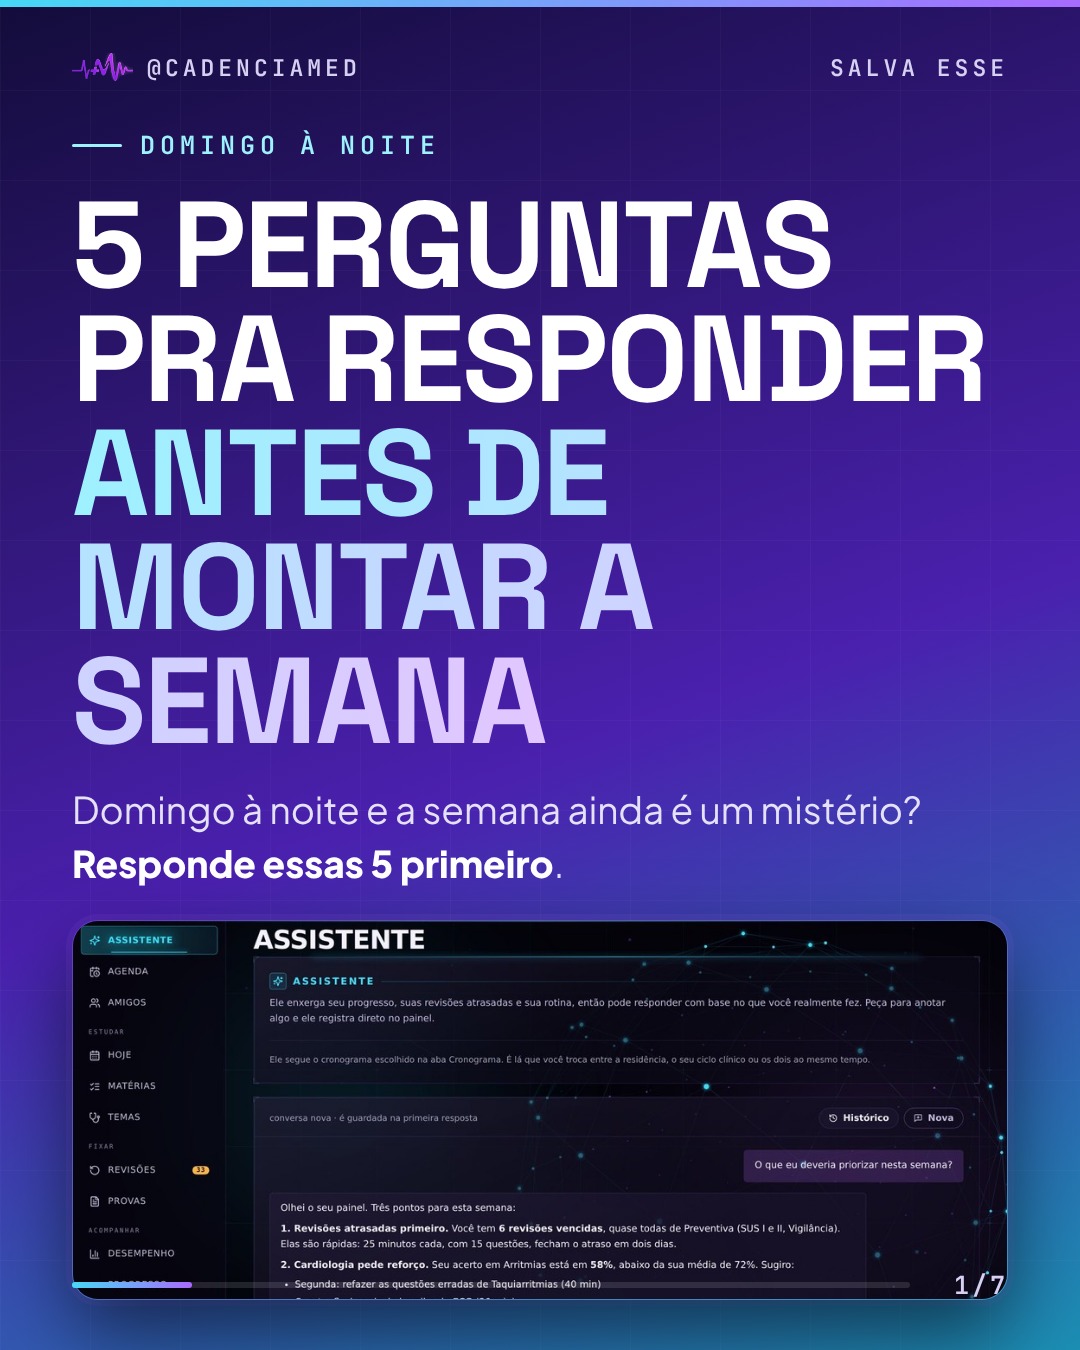 @CADENCIAMED
SALVA ESSE
DOMINGO À NOITE
5 PERGUNTAS
PRA RESPONDER
ANTES DE
MONTAR A
SEMANA
Domingo à noite e a semana ainda é um mistério?
Responde essas 5 primeiro.
ASSISTENTE
AGENDA
AMIGOS
ESTUDAR
HOJE
MATÉRIAS
TEMAS
FIXAR
REVISÕES 33
PROVAS
ACOMPANHAR
DESEMPENHO
ASSISTENTE
ASSISTENTE
Ele enxerga seu progresso, suas revisões atrasadas e sua rotina, então pode responder com base no que você realmente fez. Peça para anotar
algo e ele registra direto no painel.
Ele segue o cronograma escolhido na aba Cronograma. É lá que você troca entre a residência, o seu ciclo clínico ou os dois ao mesmo tempo.
conversa nova · é guardada na primeira resposta
Histórico
Nova
O que eu deveria priorizar nesta semana?
Olhei o seu painel. Três pontos para esta semana:
1. Revisões atrasadas primeiro. Você tem 6 revisões vencidas, quase todas de Preventiva (SUS I e II, Vigilância).
Elas são rápidas: 25 minutos cada, com 15 questões, fecham o atraso em dois dias.
2. Cardiologia pede reforço. Seu acerto em Arritmias está em 58%, abaixo da sua média de 72%. Sugiro:
• Segunda: refazer as questões erradas de Taquiarritmias (40 min)
1/7